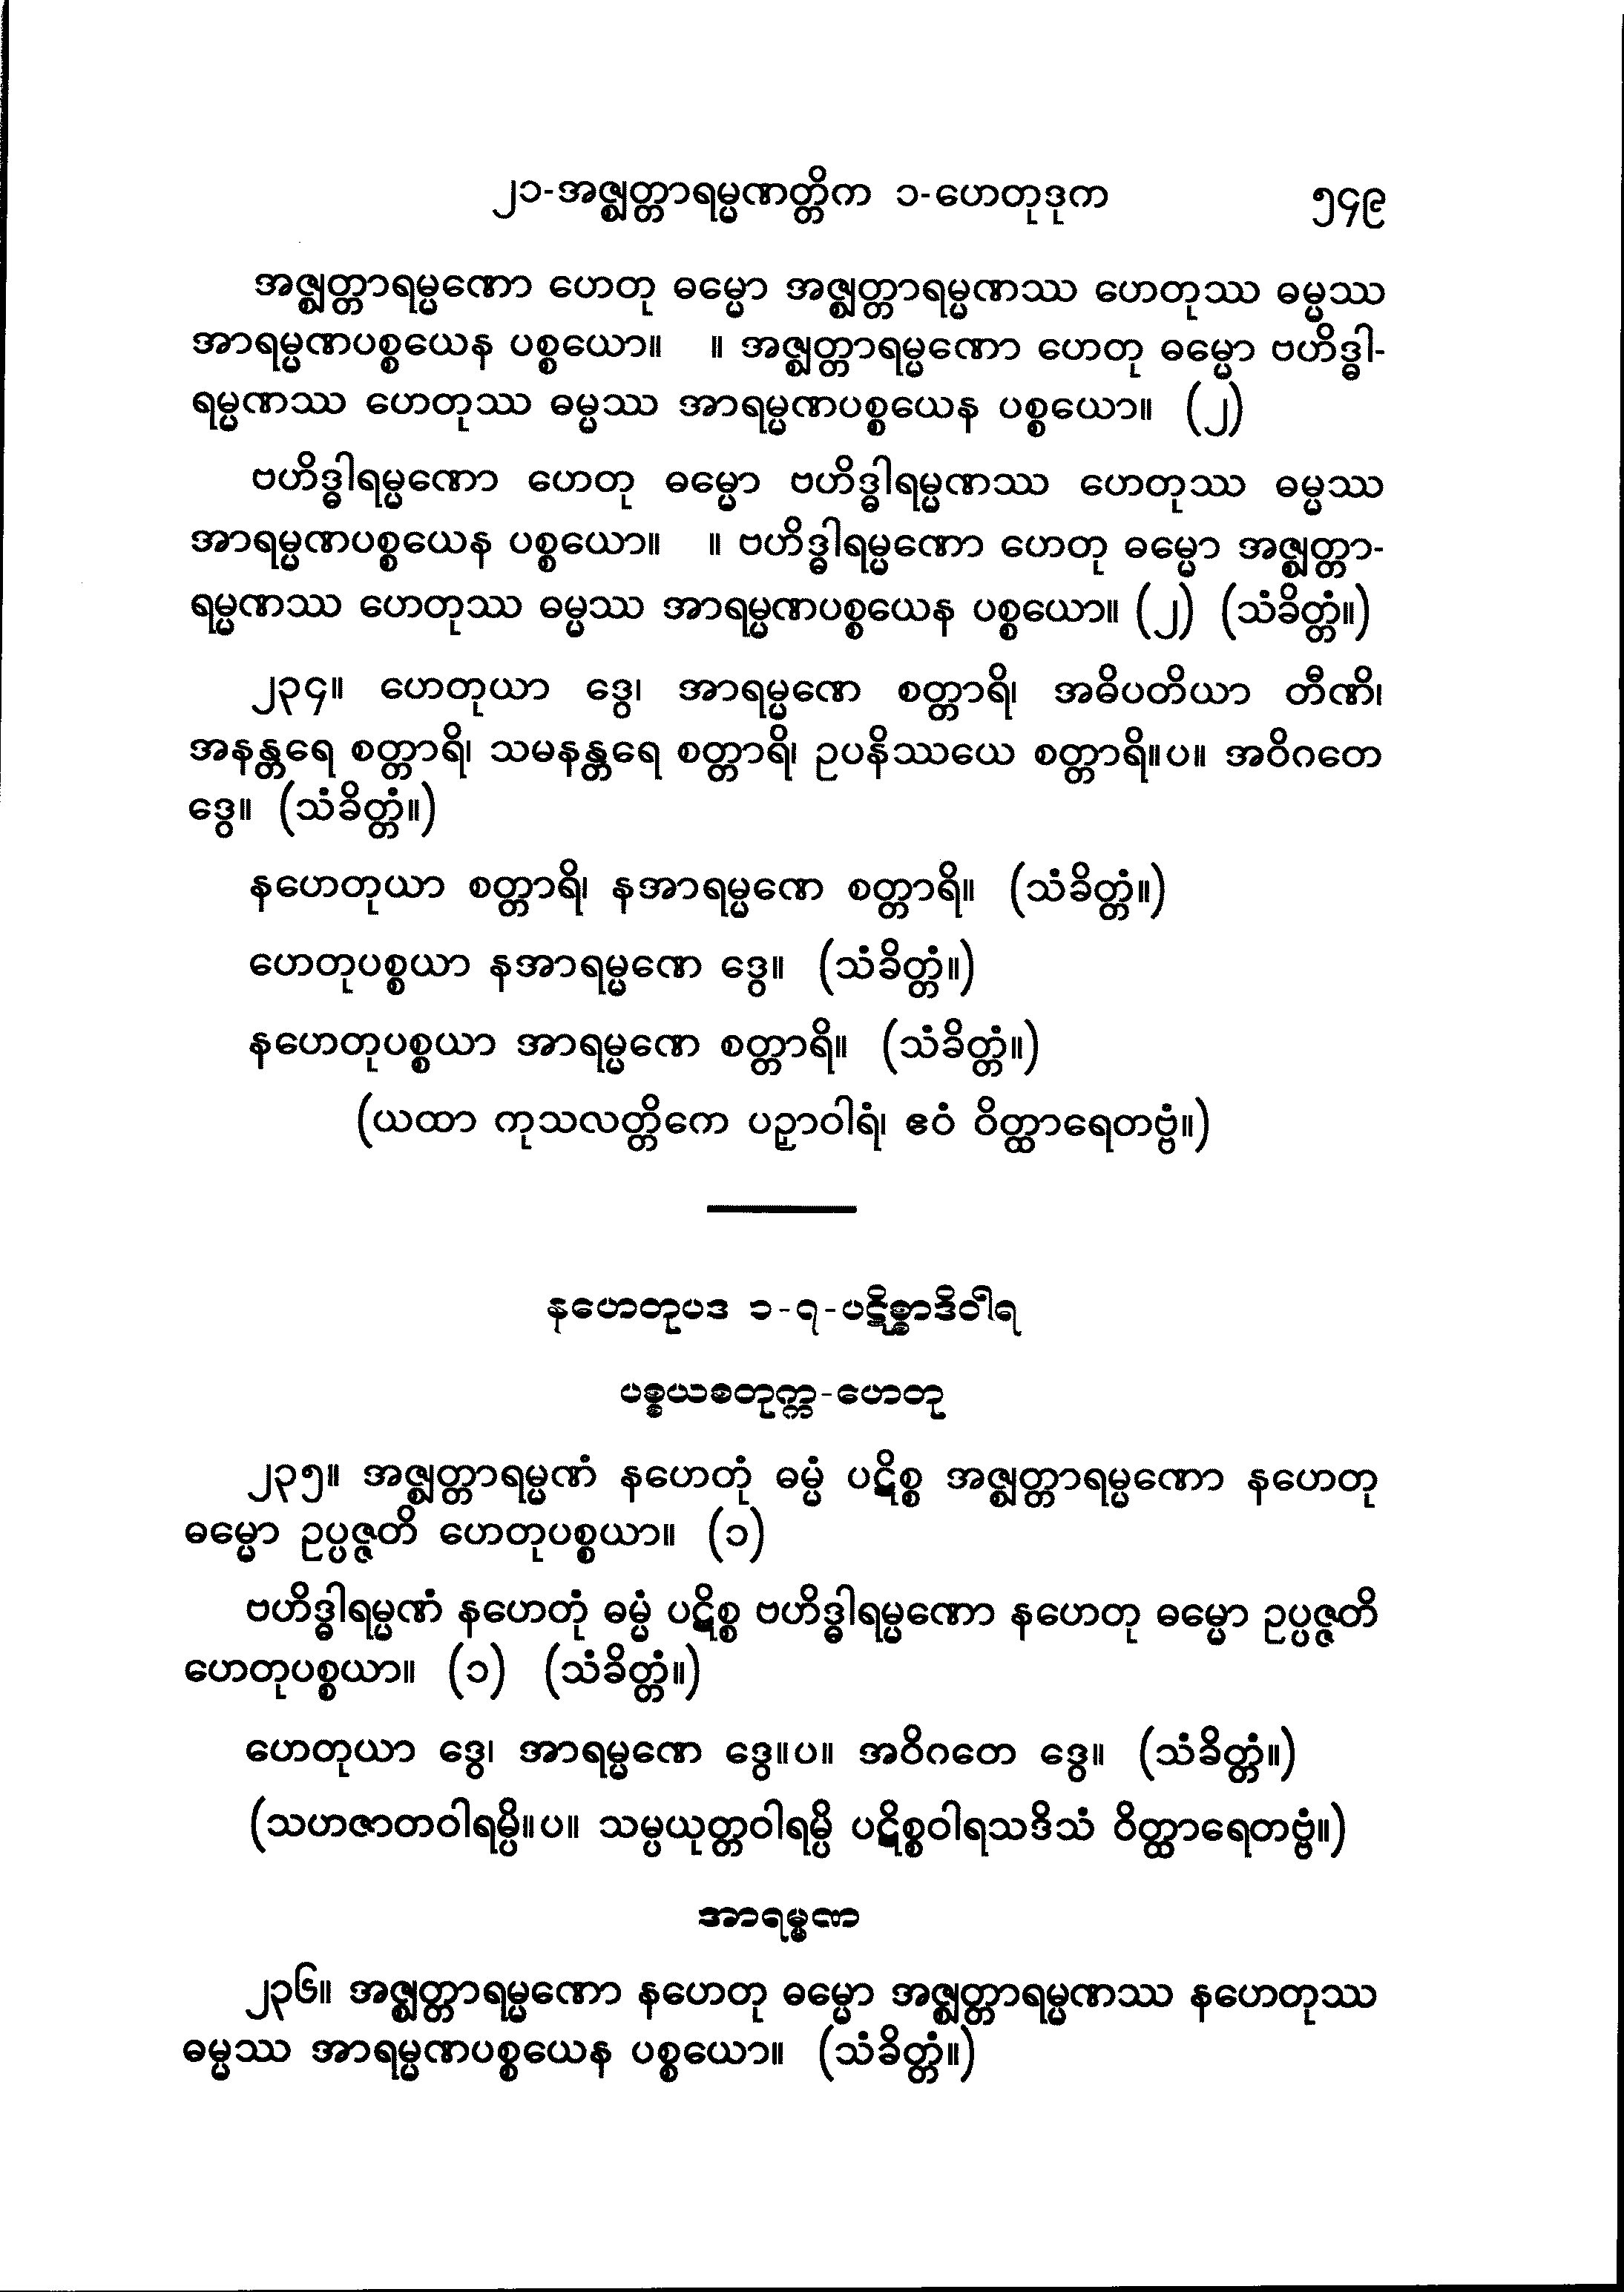 ၂၁-အဇ္ဈတ္တာရမ္မဏတ္တိက ၁-ဟေတုဒုက ၅၄၉
အဇ္ဈတ္တာရမ္မဏော ဟေတု ဓမ္မော အဇ္ဈတ္တာရမ္မဏဿ ဟေတုဿ ဓမ္မဿ
အာရမ္မဏပစ္စယေန ပစ္စယော။ ။ အဇ္ဈတ္တာရမ္မဏော ဟေတု ဓမ္မော ဗဟိဒ္ဓါ-
ရမ္မဏဿ ဟေတုဿ ဓမ္မဿ အာရမ္မဏပစ္စယေန ပစ္စယော။ (၂)
ဗဟိဒ္ဓါရမ္မဏော ဟေတု ဓမ္မော ဗဟိဒ္ဓါရမ္မဏဿ ဟေတုဿ ဓမ္မဿ
အာရမ္မဏပစ္စယေန ပစ္စယော။ ။ ဗဟိဒ္ဓါရမ္မဏော ဟေတု ဓမ္မော အဇ္ဈတ္တာ-
ရမ္မဏဿ ဟေတုဿ ဓမ္မဿ အာရမ္မဏပစ္စယေန ပစ္စယော။ (၂) (သံခိတ္တံ။)
၂၃၄။ ဟေတုယာ ဒွေ၊ အာရမ္မဏေ စတ္တာရိ၊ အဓိပတိယာ တီဏိ၊
အနန္တရေ စတ္တာရိ၊ သမနန္တရေ စတ္တာရိ၊ ဥပနိဿယေ စတ္တာရိ။ပ။ အဝိဂတေ
ဒွေ။ (သံခိတ္တံ။)
နဟေတုယာ စတ္တာရိ၊ နအာရမ္မဏေ စတ္တာရိ။ (သံခိတ္တံ။)
ဟေတုပစ္စယာ နအာရမ္မဏေ ဒွေ။ (သံခိတ္တံ။)
နဟေတုပစ္စယာ အာရမ္မဏေ စတ္တာရိ။ (သံခိတ္တံ။)
(ယထာ ကုသလတ္တိကေ ပဉှာဝါရံ၊ ဧဝံ ဝိတ္ထာရေတဗ္ဗံ။)
နဟေတုပဒ ၁-၇-ပဋိစ္စာဒိဝါရ
ပစ္စယစတုက္က-ဟေတု
၂၃၅။ အဇ္ဈတ္တာရမ္မဏံ နဟေတုံ ဓမ္မံ ပဋိစ္စ အဇ္ဈတ္တာရမ္မဏော နဟေတု
ဓမ္မော ဥပ္ပဇ္ဇတိ ဟေတုပစ္စယာ။ (၁)
ဗဟိဒ္ဓါရမ္မဏံ နဟေတုံ ဓမ္မံ ပဋိစ္စ ဗဟိဒ္ဓါရမ္မဏော နဟေတု ဓမ္မော ဥပ္ပဇ္ဇတိ
ဟေတုပစ္စယာ။ (၁) (သံခိတ္တံ။)
ဟေတုယာ ဒွေ၊ အာရမ္မဏေ ဒွေ။ပ။ အဝိဂတေ ဒွေ။ (သံခိတ္တံ။)
(သဟဇာတဝါရမ္ပိ။ပ။ သမ္ပယုတ္တဝါရမ္ပိ ပဋိစ္စဝါရသဒိသံ ဝိတ္ထာရေတဗ္ဗံ။)
အာရမ္မဏ
၂၃၆။ အဇ္ဈတ္တာရမ္မဏော နဟေတု ဓမ္မော အဇ္ဈတ္တာရမ္မဏဿ နဟေတုဿ
ဓမ္မဿ အာရမ္မဏပစ္စယေန ပစ္စယော။ (သံခိတ္တံ။)